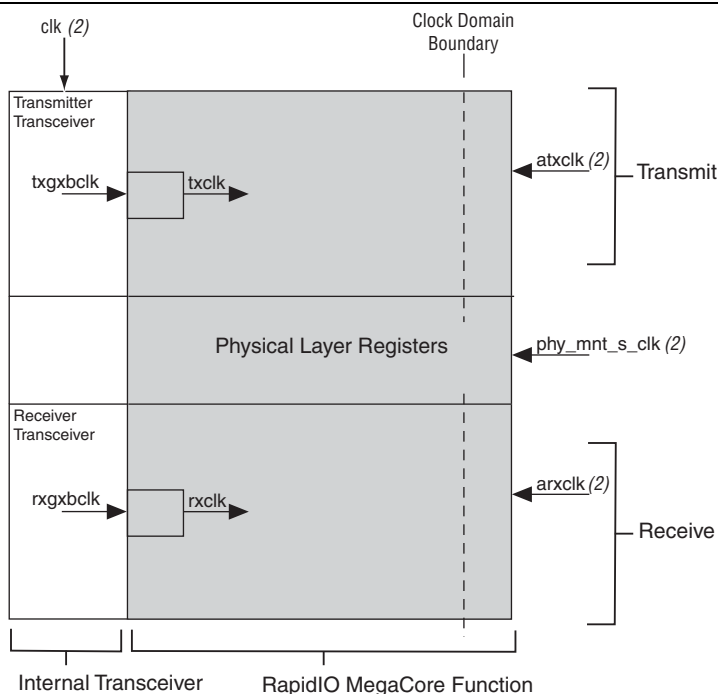 clk (2)
Clock Domain
Boundary
Transmitter
Transceiver
txgxbclk
txclk
atxclk (2)
Transmit
Physical Layer Registers
phy_mnt_s_clk (2)
Receiver
Transceiver
rxgxbclk
rxclk
arxclk (2)
Receive
Internal Transceiver
RapidIO MegaCore Function